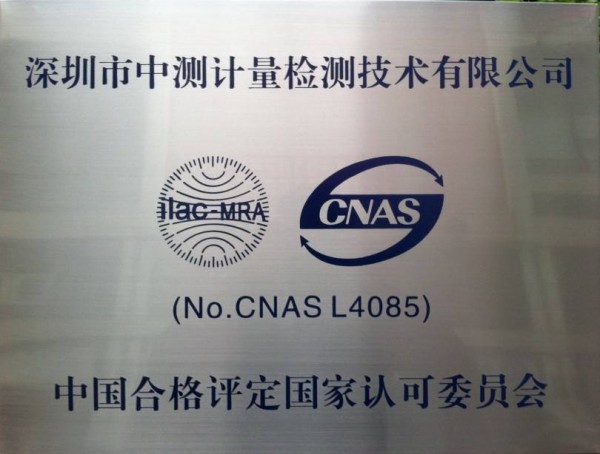 深圳市中测计量检测技术有限公司
ilac-MRA
CNAS
(No.CNAS L4085)
中国合格评定国家认可委员会